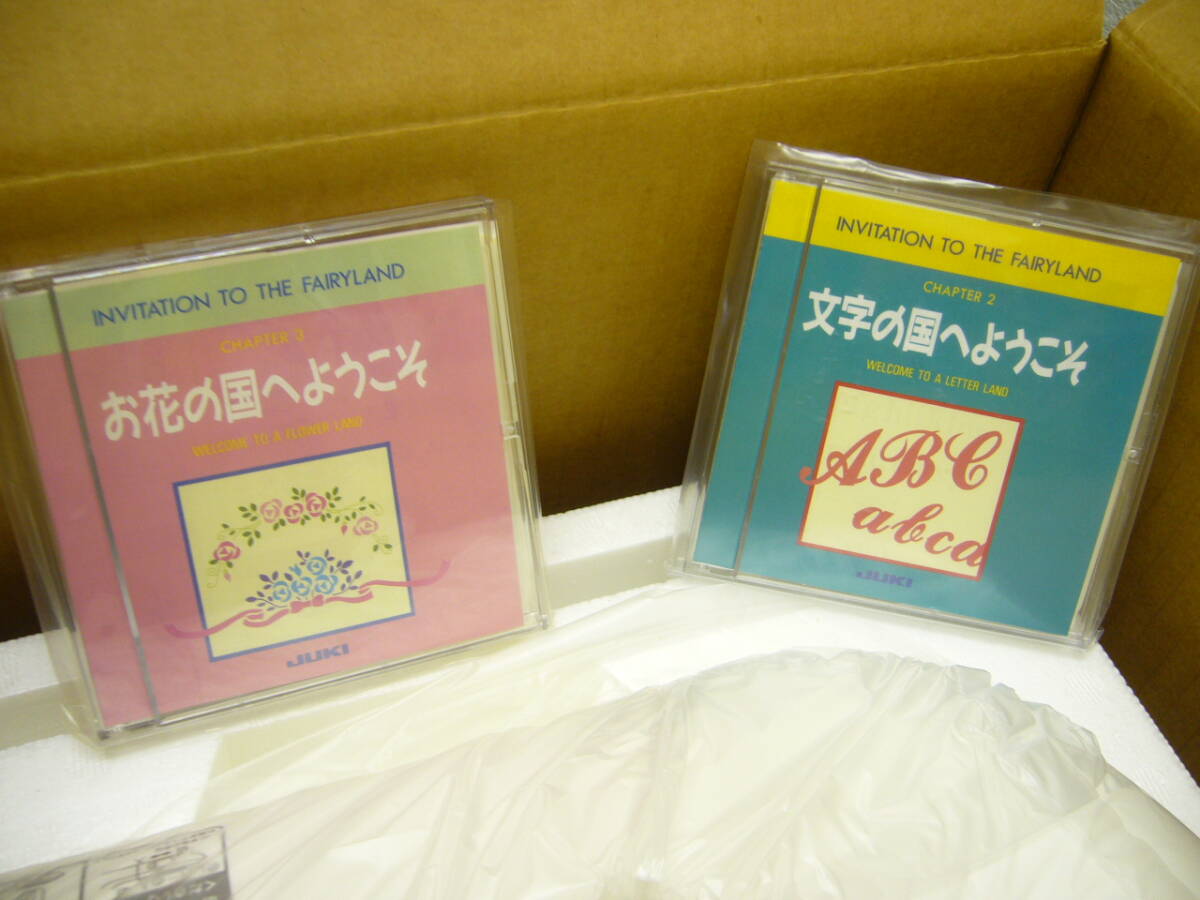 INVITATION TO THE FAIRYLAND
CHAPTER 3
お花の国へようこそ
WELCOME TO A FLOWER LAND
JUKI
INVITATION TO THE FAIRYLAND
CHAPTER 2
文字の国へようこそ
WELCOME TO A LETTER LAND
ABC
abcd
JUKI